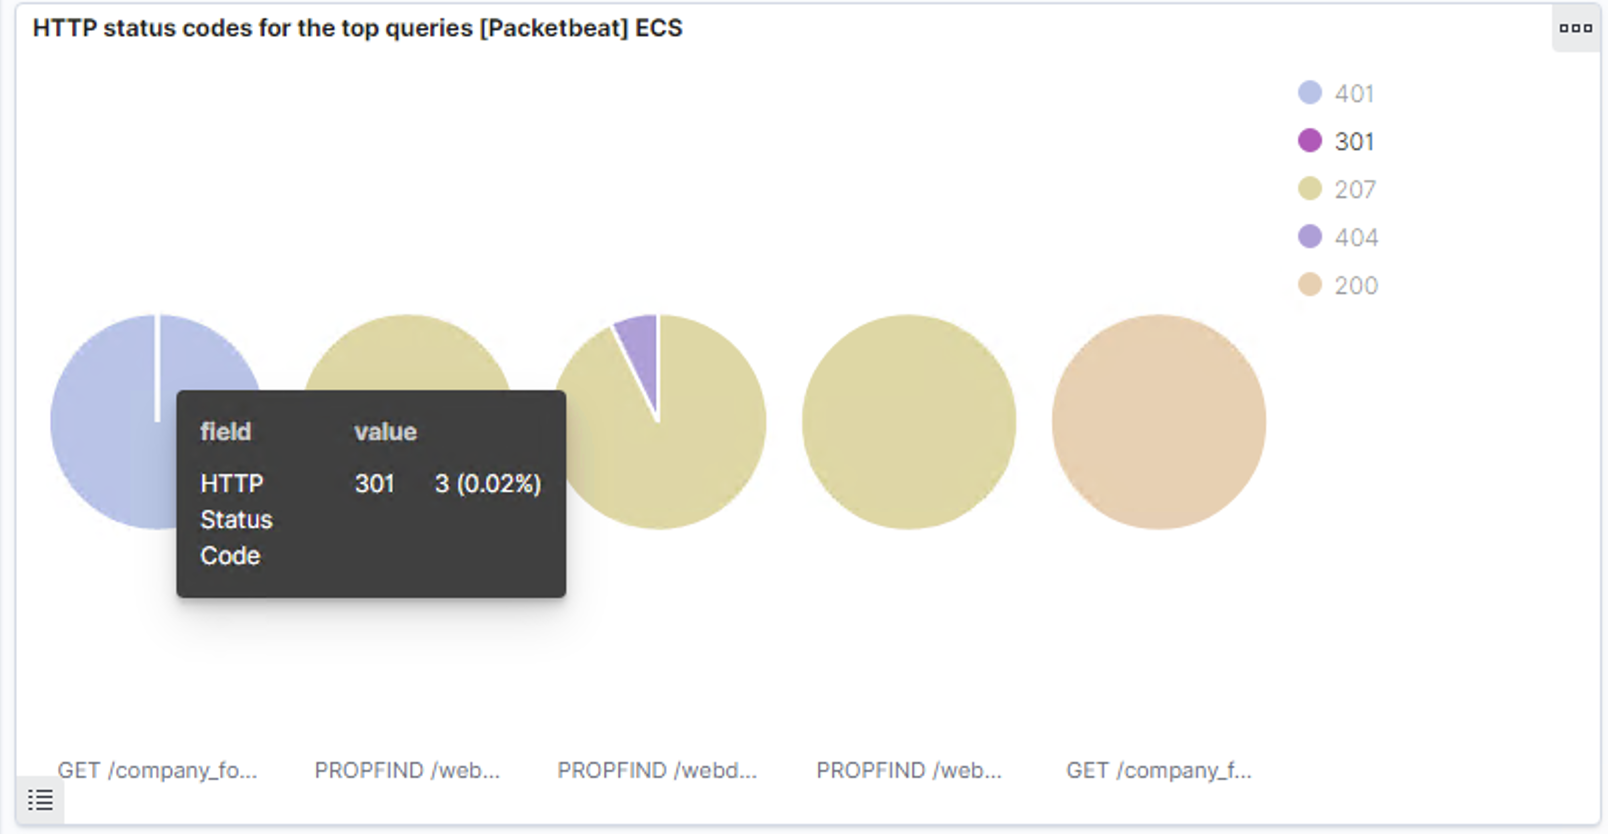 HTTP status codes for the top queries [Packetbeat] ECS
401
301
207
404
200
field value
HTTP 301 3 (0.02%)
Status
Code
GET /company_fo...
PROPFIND /web...
PROPFIND /webd...
PROPFIND /web...
GET /company_f...